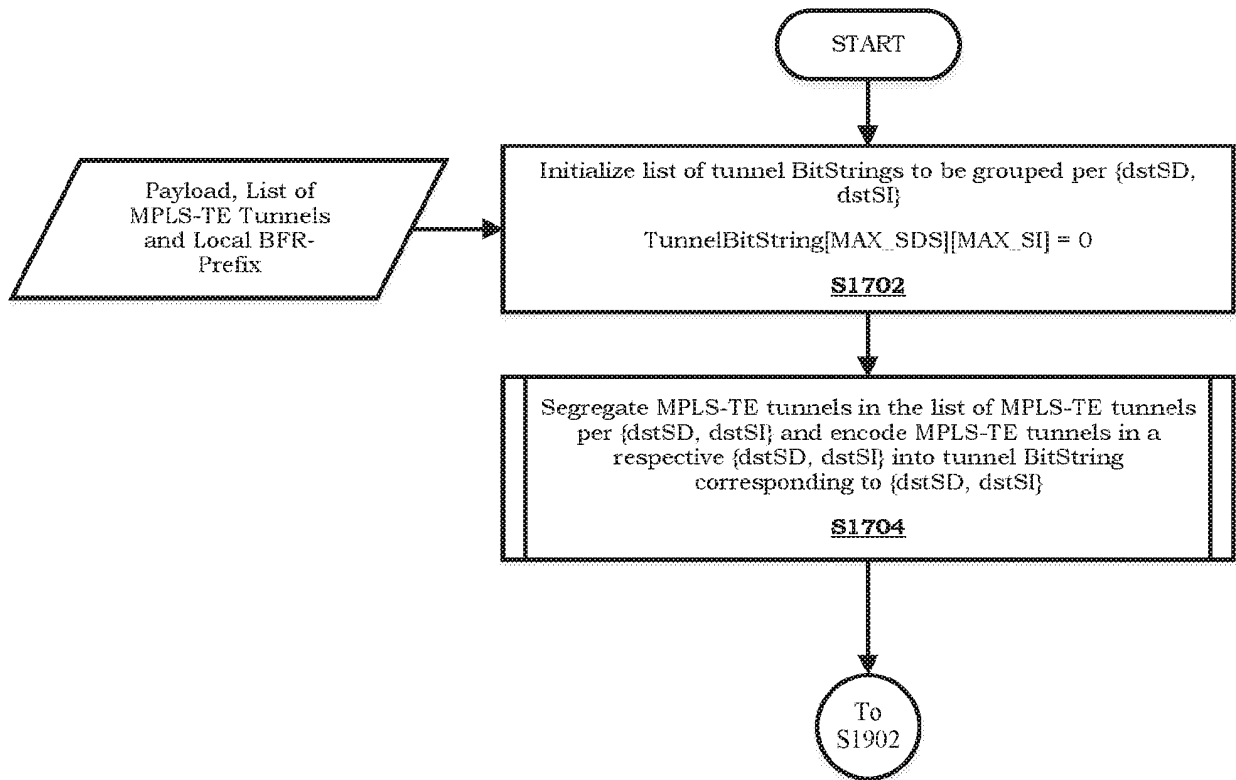 START
Payload, List of
MPLS-TE Tunnels
and Local BFR-
Prefix
Initialize list of tunnel BitStrings to be grouped per {dstSD,
dstSI}
TunnelBitString[MAX_SDS][MAX_SI] = 0
S1702
Segregate MPLS-TE tunnels in the list of MPLS-TE tunnels
per {dstSD, dstSI} and encode MPLS-TE tunnels in a
respective {dstSD, dstSI} into tunnel BitString
corresponding to {dstSD, dstSI}
S1704
To
S1902